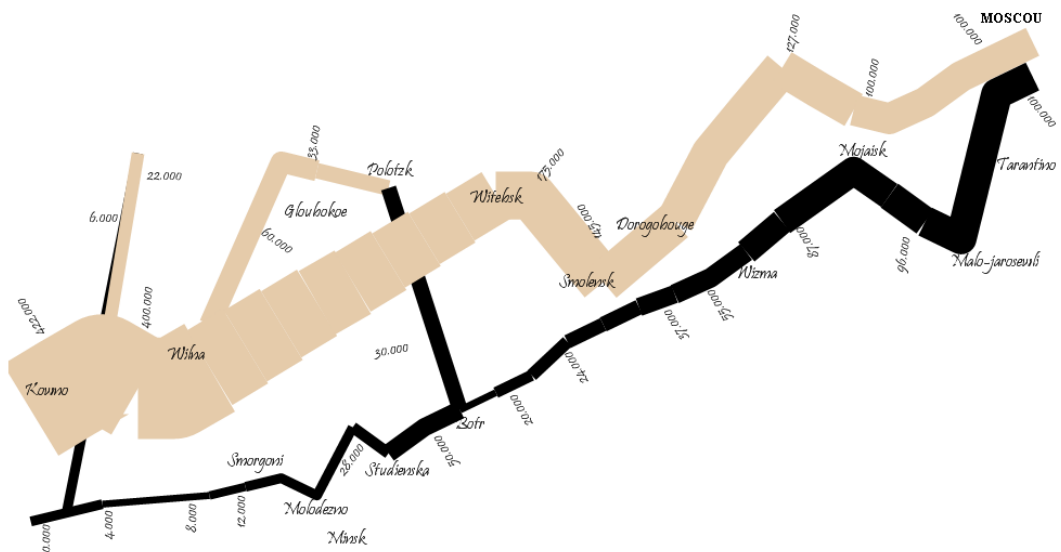 MOSCOU
100.000
127.000
100.000
100.000
Mojaisk
Tarantino
33.000
Polotzk
175.000
22.000
Witebsk
6.000
Gloubokoe
145.000
Dorogobouge
60.000
87.000
96.000
Malo-jarosewli
Smolensk
Wizma
422.000
400.000
55.000
37.000
Wilna
30.000
24.000
Kowno
20.000
Bobr
50.000
Smorgoni
28.000
Studienska
Molodezno
12.000
8.000
4.000
0.000
Minsk